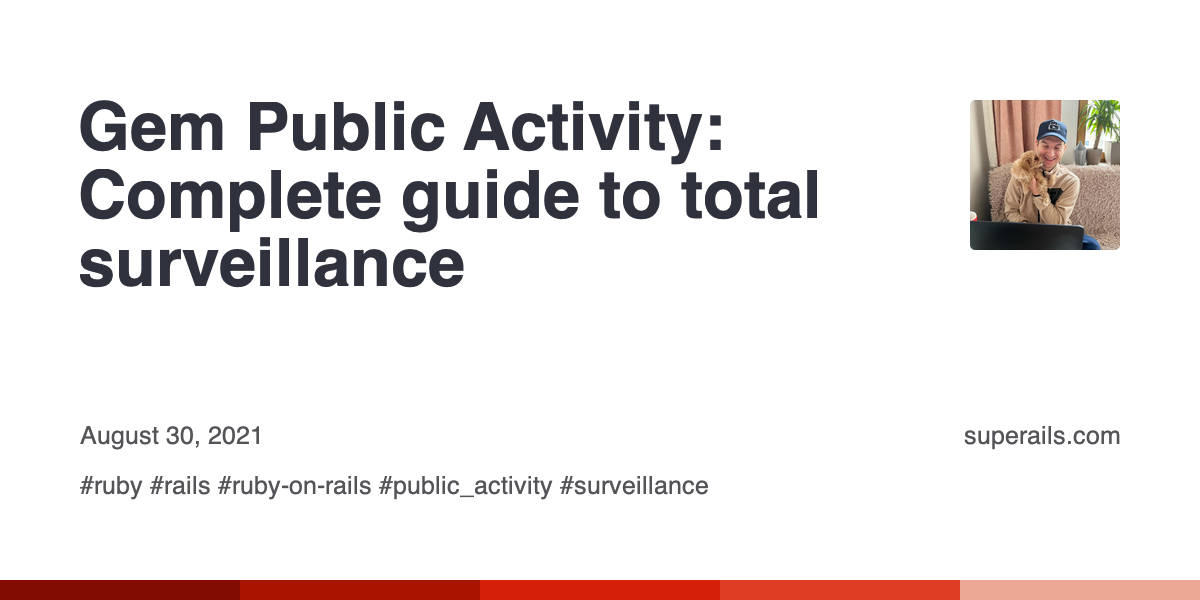 Gem Public Activity:
Complete guide to total
surveillance
August 30, 2021
superails.com
#ruby #rails #ruby-on-rails #public_activity #surveillance